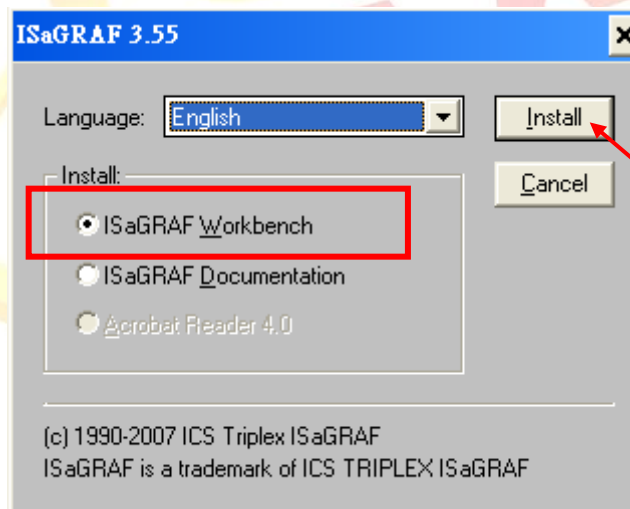 ISaGRAF 3.55
Language: English
Install
Install:
Cancel
ISaGRAF Workbench
ISaGRAF Documentation
Acrobat Reader 4.0
(c) 1990-2007 ICS Triplex ISaGRAF
ISaGRAF is a trademark of ICS TRIPLEX ISaGRAF